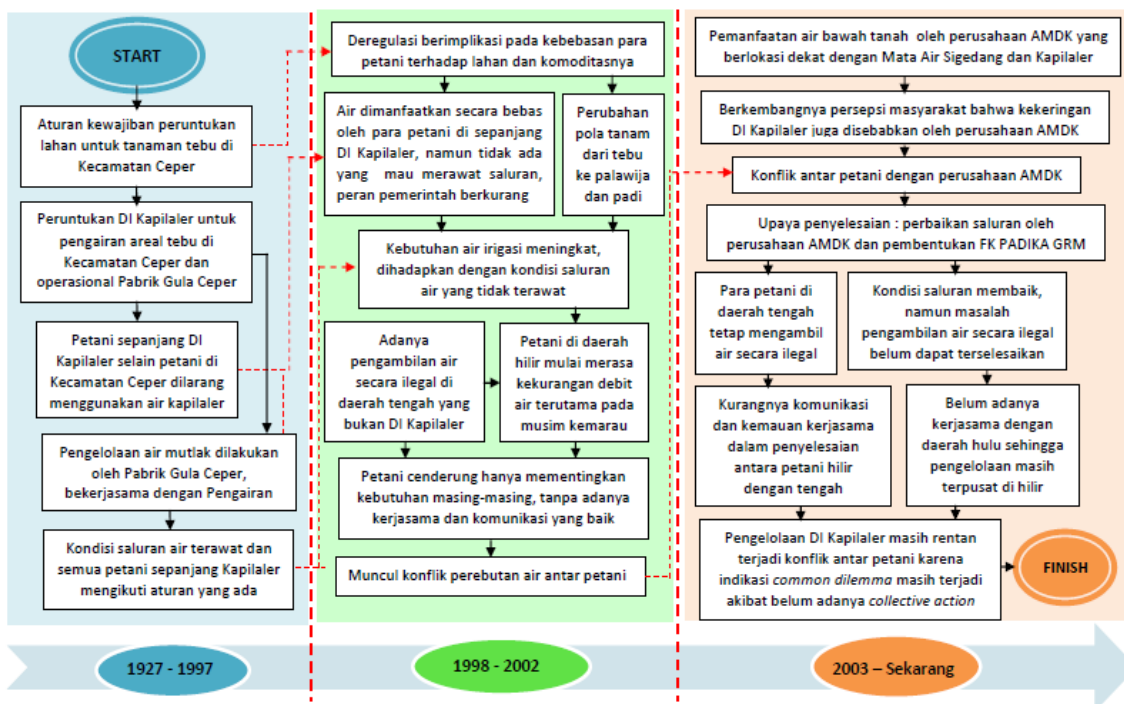 START
Aturan kewajiban peruntukan
lahan untuk tanaman tebu di
Kecamatan Ceper
Peruntukan DI Kapilaler untuk
pengairan areal tebu di
Kecamatan Ceper dan
operasional Pabrik Gula Ceper
Petani sepanjang DI
Kapilaler selain petani di
Kecamatan Ceper dilarang
menggunakan air kapilaler
Pengelolaan air mutlak dilakukan
oleh Pabrik Gula Ceper,
bekerjasama dengan Pengairan
Kondisi saluran air terawat dan
semua petani sepanjang Kapilaler
mengikuti aturan yang ada
Deregulasi berimplikasi pada kebebasan para
petani terhadap lahan dan komoditasnya
Air dimanfaatkan secara bebas
oleh para petani di sepanjang
DI Kapilaler, namun tidak ada
yang mau merawat saluran,
peran pemerintah berkurang
Perubahan
pola tanam
dari tebu
ke palawija
dan padi
Kebutuhan air irigasi meningkat,
dihadapkan dengan kondisi saluran
air yang tidak terawat
Adanya
pengambilan air
secara ilegal di
daerah tengah yang
bukan DI Kapilaler
Petani di daerah
hilir mulai merasa
kekurangan debit
air terutama pada
musim kemarau
Petani cenderung hanya mementingkan
kebutuhan masing-masing, tanpa adanya
kerjasama dan komunikasi yang baik
Muncul konflik perebutan air antar petani
Pemanfaatan air bawah tanah oleh perusahaan AMDK yang
berlokasi dekat dengan Mata Air Sigedang dan Kapilaler
Berkembangnya persepsi masyarakat bahwa kekeringan
DI Kapilaler juga disebabkan oleh perusahaan AMDK
Konflik antar petani dengan perusahaan AMDK
Upaya penyelesaian : perbaikan saluran oleh
perusahaan AMDK dan pembentukan FK PADIKA GRM
Para petani di
daerah tengah
tetap mengambil
air secara ilegal
Kondisi saluran membaik,
namun masalah
pengambilan air secara ilegal
belum dapat terselesaikan
Kurangnya komunikasi
dan kemauan kerjasama
dalam penyelesaian
antara petani hilir
dengan tengah
Belum adanya
kerjasama dengan
daerah hulu sehingga
pengelolaan masih
terpusat di hilir
Pengelolaan DI Kapilaler masih rentan
terjadi konflik antar petani karena
indikasi common dilemma masih terjadi
akibat belum adanya collective action
FINISH
1927 - 1997
1998 - 2002
2003 – Sekarang